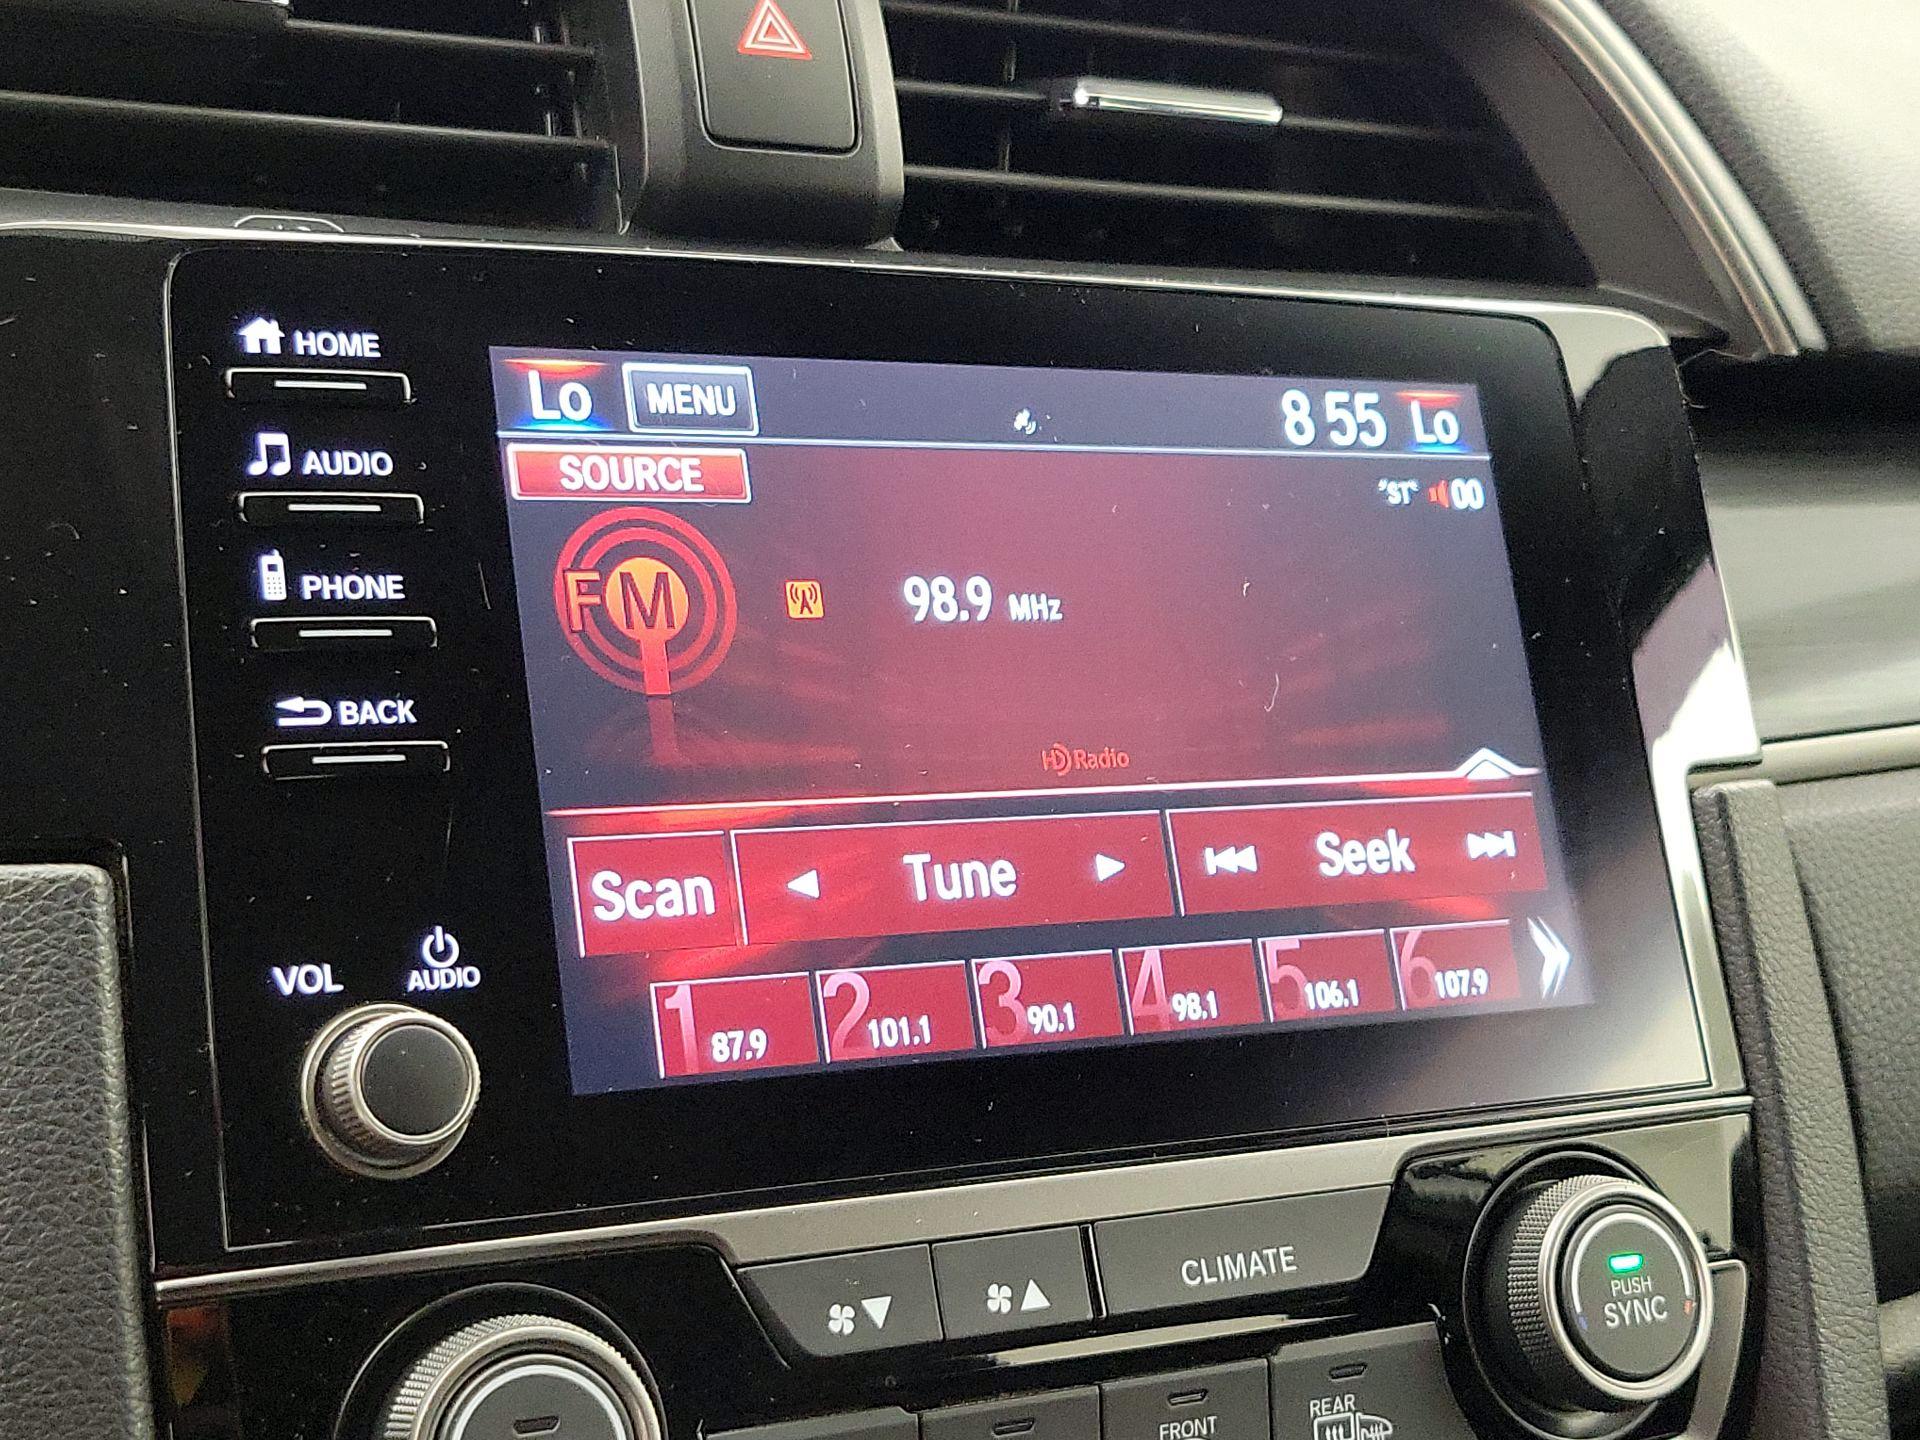 HOME
AUDIO
PHONE
BACK
VOL
AUDIO
Lo MENU 8 55 Lo
SOURCE
"ST" 00
FM
98.9 MHz
HD Radio
Scan Tune Seek
1 87.9 2 101.1 3 90.1 4 98.1 5 106.1 6 107.9
CLIMATE
PUSH
SYNC
FRONT
REAR